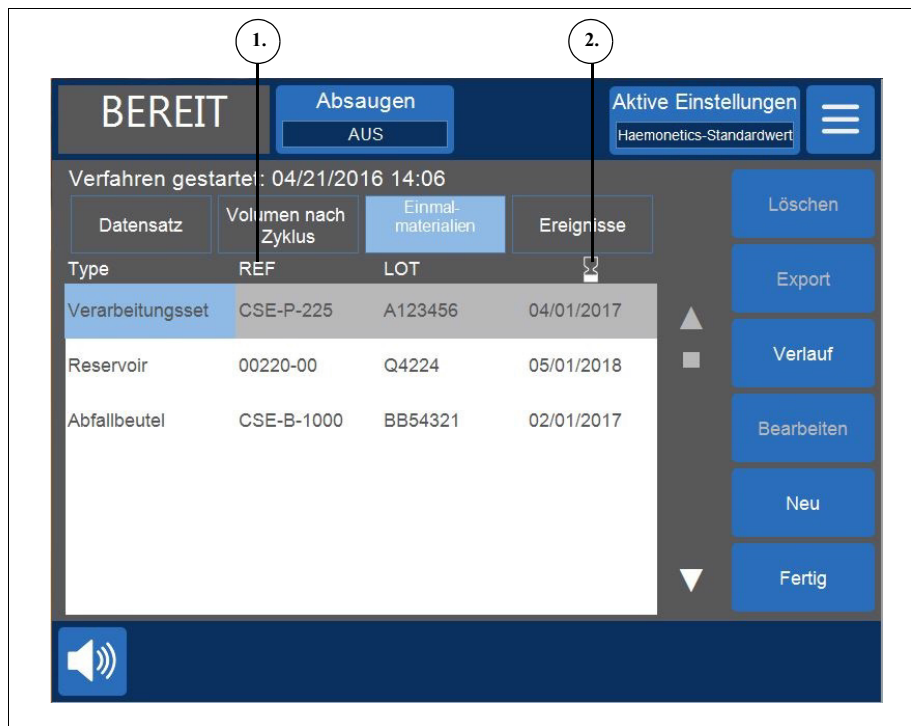 1.
2.
BEREIT
Absaugen
AUS
Aktive Einstellungen
Haemonetics-Standardwert
Verfahren gestartet: 04/21/2016 14:06
Datensatz
Volumen nach
Zyklus
Einmal-
materialien
Ereignisse
Löschen
Type REF LOT
Export
Verarbeitungsset CSE-P-225 A123456 04/01/2017
Reservoir 00220-00 Q4224 05/01/2018
Verlauf
Abfallbeutel CSE-B-1000 BB54321 02/01/2017
Bearbeiten
Neu
Fertig